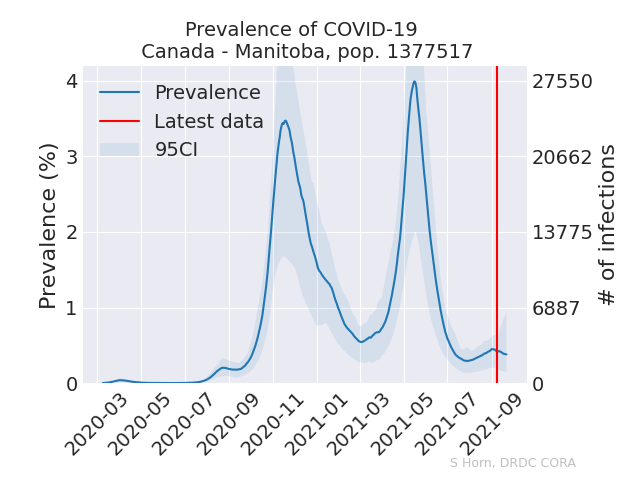 Prevalence of COVID-19
Canada - Manitoba, pop. 1377517
Prevalence
Latest data
95CI
Prevalence (%)
4
3
2
1
0
27550
20662
13775
6887
0
# of infections
2020-03
2020-05
2020-07
2020-09
2020-11
2021-01
2021-03
2021-05
2021-07
2021-09
S Horn, DRDC CORA